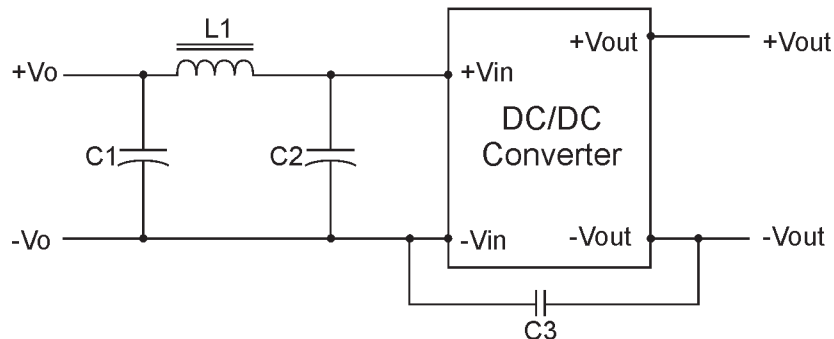 L1
+Vo
C1
C2
-Vo
+Vin
-Vin
DC/DC
Converter
+Vout
-Vout
+Vout
-Vout
C3